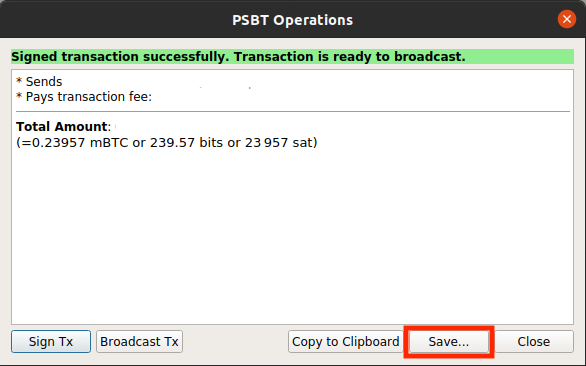 PSBT Operations
Signed transaction successfully. Transaction is ready to broadcast.
* Sends
* Pays transaction fee:
Total Amount:
(=0.23957 mBTC or 239.57 bits or 23 957 sat)
Sign Tx
Broadcast Tx
Copy to Clipboard
Save...
Close